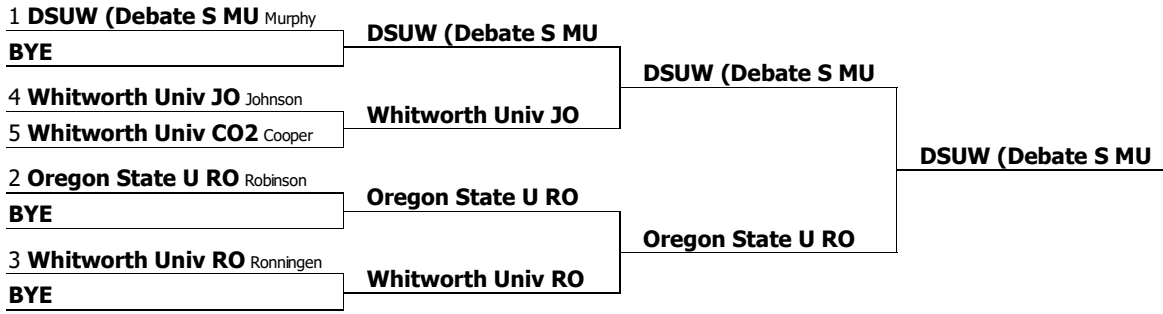 1 DSUW (Debate S MU Murphy
BYE
4 Whitworth Univ JO Johnson
5 Whitworth Univ CO2 Cooper
2 Oregon State U RO Robinson
BYE
3 Whitworth Univ RO Ronningen
BYE
DSUW (Debate S MU
Whitworth Univ JO
Oregon State U RO
Whitworth Univ RO
DSUW (Debate S MU
Oregon State U RO
DSUW (Debate S MU